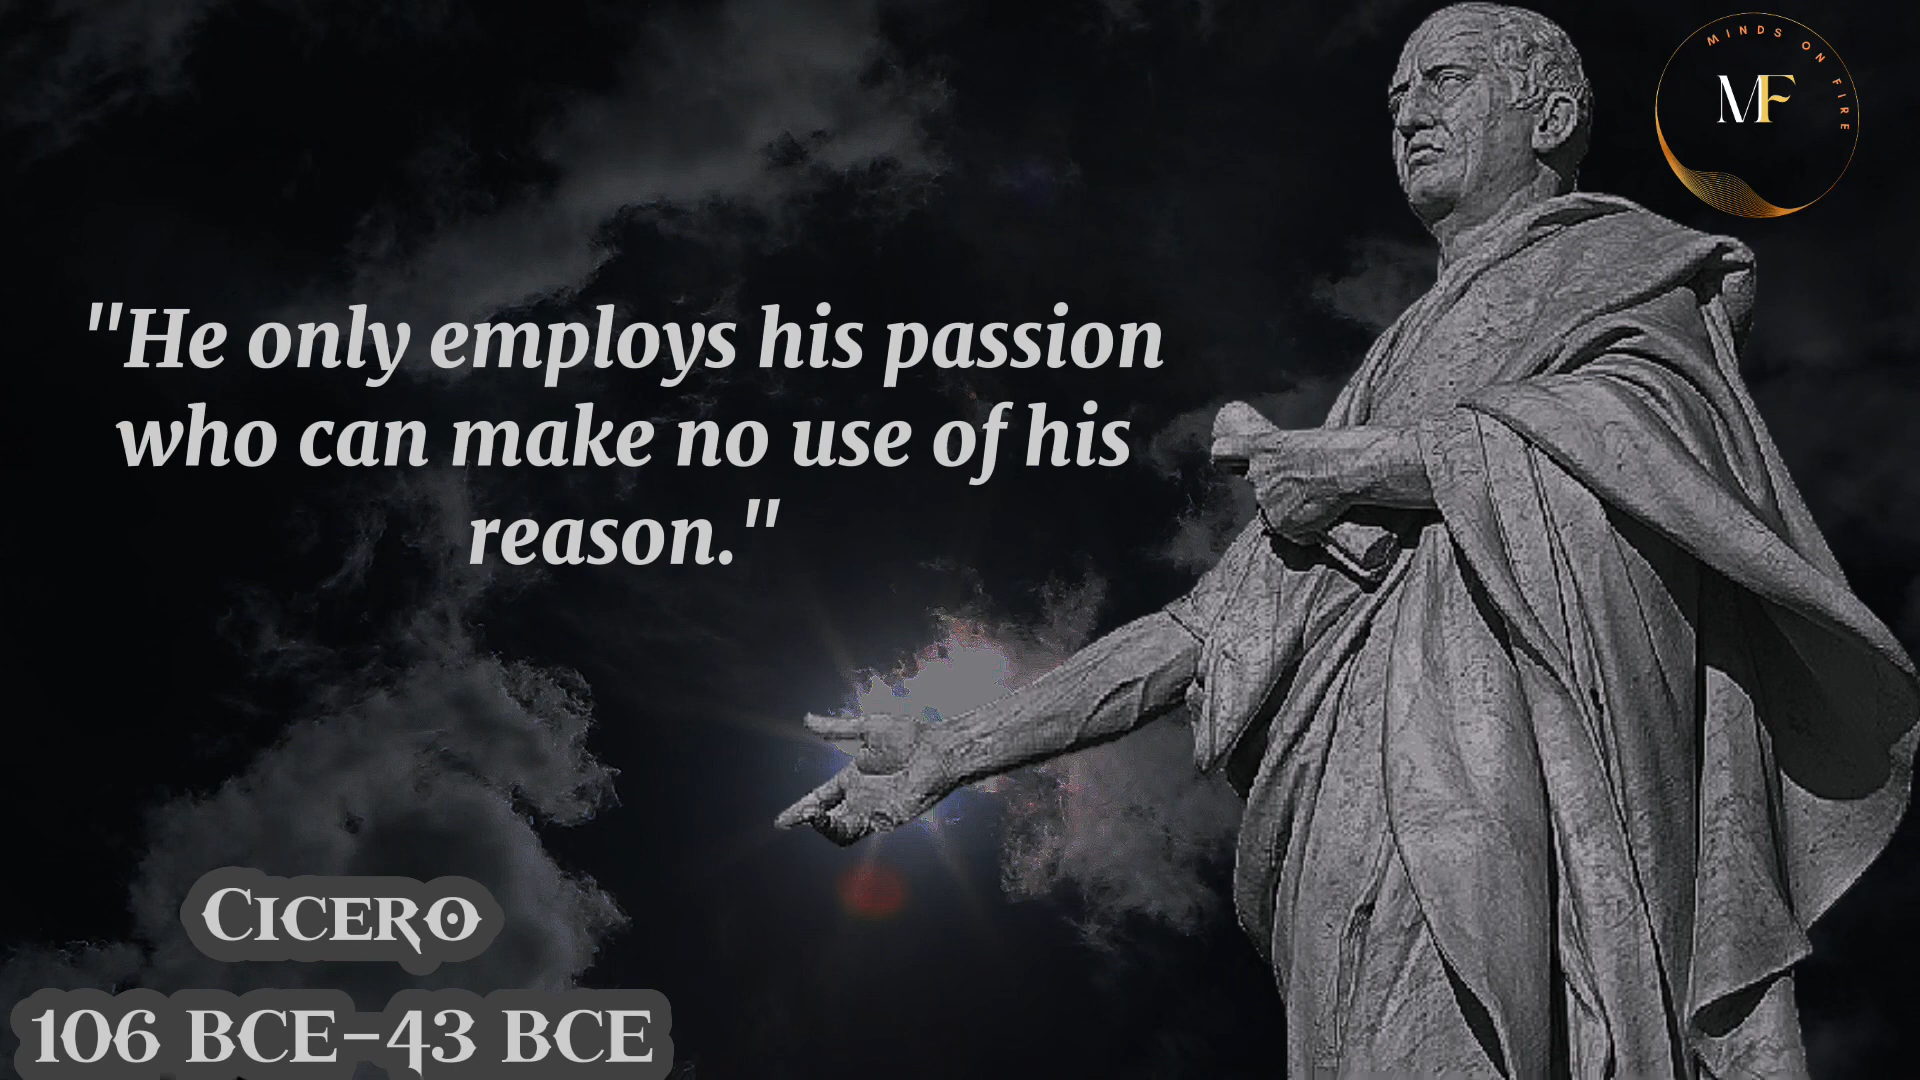 MINDS ON FIRE
MF
"He only employs his passion
who can make no use of his
reason."
Cicero
106 BCE-43 BCE